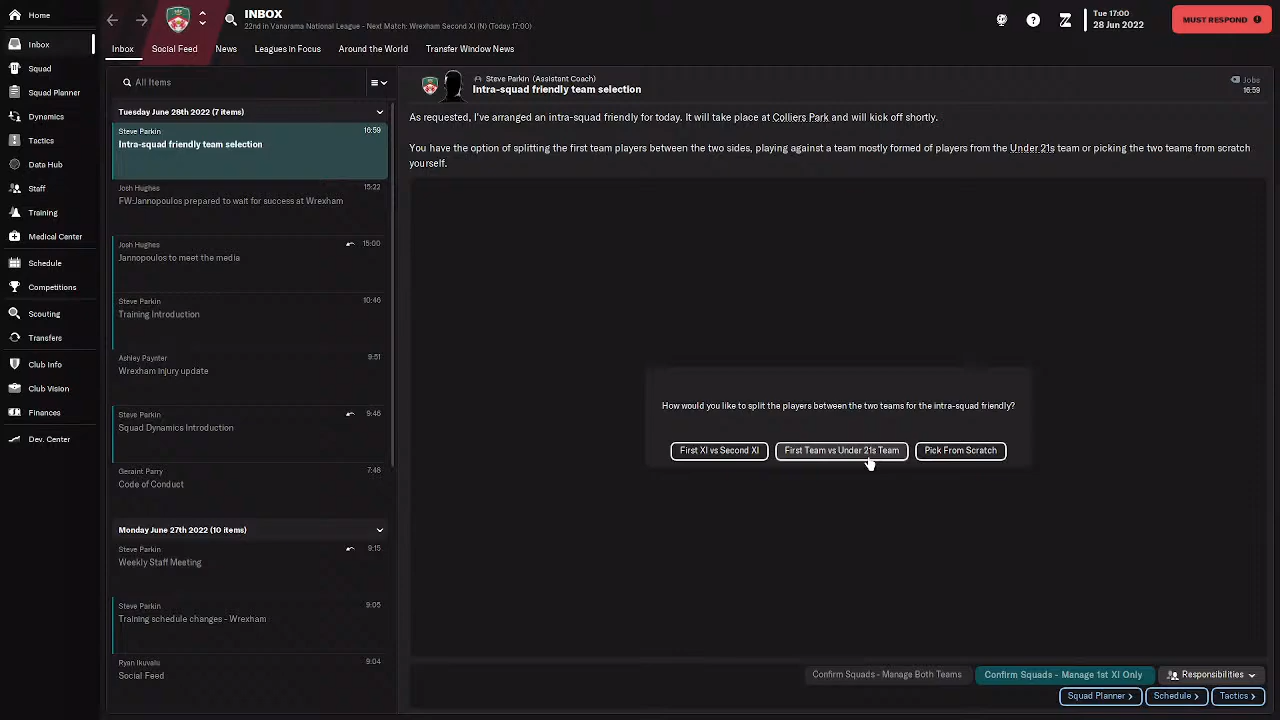 Home
INBOX
22nd in Vanarama National League - Next Match: Wrexham Second XI (N) (Today 17:00)
Tue 17:00
28 Jun 2022
MUST RESPOND
Inbox
Squad
Squad Planner
Dynamics
Tactics
Data Hub
Staff
Training
Medical Center
Schedule
Competitions
Scouting
Transfers
Club Info
Club Vision
Finances
Dev. Center
Inbox
Social Feed
News
Leagues in Focus
Around the World
Transfer Window News
All Items
Tuesday June 28th 2022 (7 items)
Steve Parkin 16:59
Intra-squad friendly team selection
Josh Hughes 15:22
FW:Jannopoulos prepared to wait for success at Wrexham
Josh Hughes 15:00
Jannopoulos to meet the media
Steve Parkin 10:46
Training Introduction
Ashley Paynter 9:51
Wrexham injury update
Steve Parkin 9:46
Squad Dynamics Introduction
Geraint Parry 7:46
Code of Conduct
Monday June 27th 2022 (10 items)
Steve Parkin 9:15
Weekly Staff Meeting
Steve Parkin 9:05
Training schedule changes - Wrexham
Ryan Ikuvalu 9:04
Social Feed
Steve Parkin (Assistant Coach)
Intra-squad friendly team selection
Jobs
16:59
As requested, I've arranged an intra-squad friendly for today. It will take place at Colliers Park and will kick off shortly.
You have the option of splitting the first team players between the two sides, playing against a team mostly formed of players from the Under 21s team or picking the two teams from scratch
yourself.
How would you like to split the players between the two teams for the intra-squad friendly?
First XI vs Second XI
First Team vs Under 21s Team
Pick From Scratch
Confirm Squads - Manage Both Teams
Confirm Squads - Manage 1st XI Only
Responsibilities
Squad Planner
Schedule
Tactics